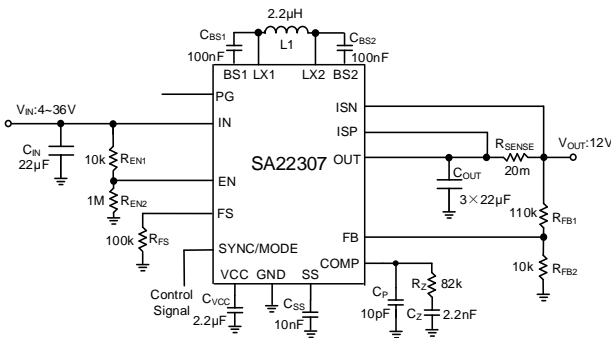 2.2μH
L1
CBS1
100nF
CBS2
100nF
BS1
LX1
LX2
BS2
PG
ISN
VIN:4~36V
IN
ISP
RSENSE
VOUT:12V
OUT
20m
CIN
22μF
10k
REN1
SA22307
COUT
3×22μF
EN
1M
REN2
110k
RFB1
FS
100k
RFS
FB
SYNC/MODE
COMP
10k
RFB2
VCC
GND
SS
Control
Signal
CVCC
2.2μF
CSS
10nF
CP
10pF
RZ
82k
CZ
2.2nF